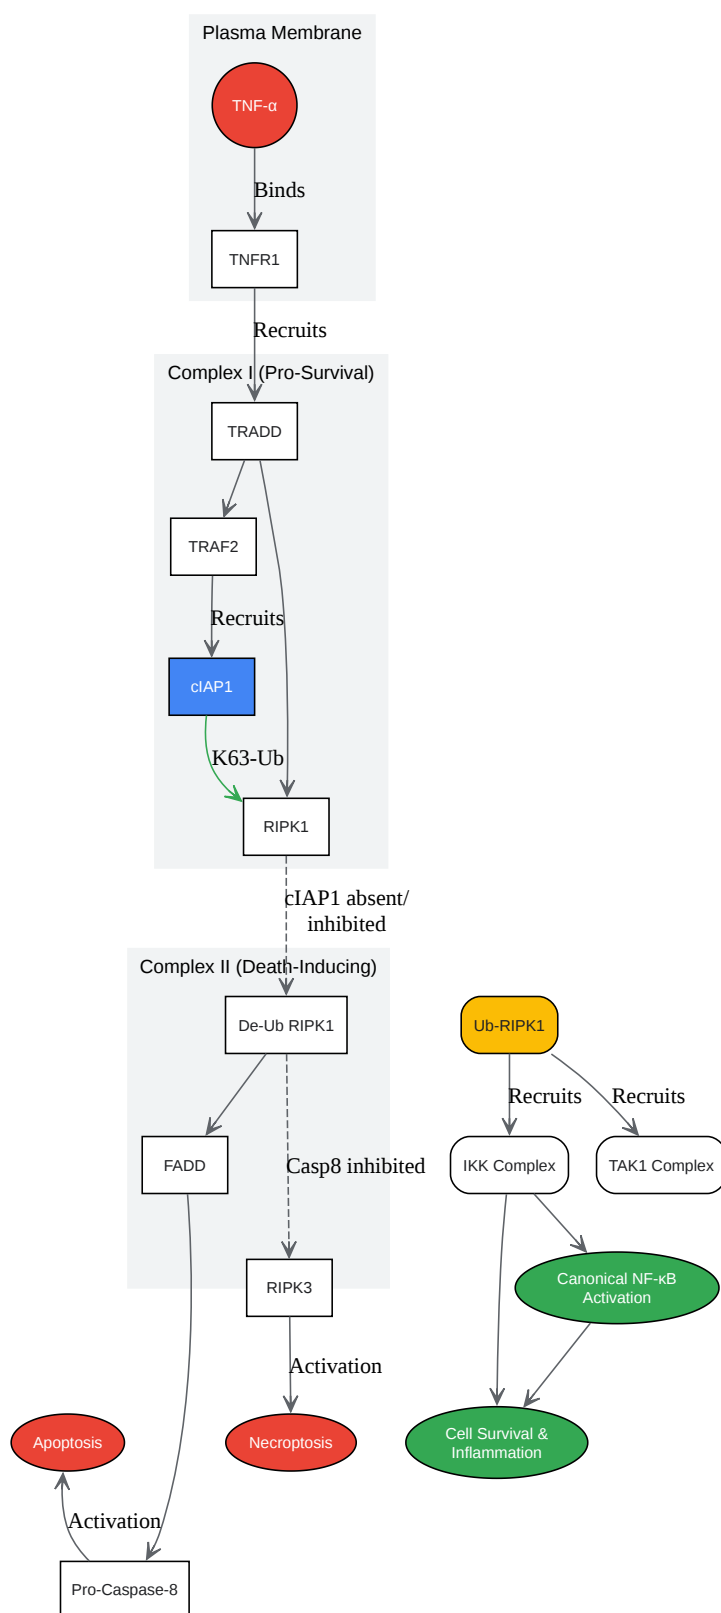 Plasma Membrane
TNF-α
Binds
TNFR1
Recruits
Complex I (Pro-Survival)
TRADD
TRAF2
Recruits
cIAP1
K63-Ub
RIPK1
cIAP1 absent/
inhibited
Complex II (Death-Inducing)
De-Ub RIPK1
Ub-RIPK1
Recruits
Recruits
FADD
Casp8 inhibited
IKK Complex
TAK1 Complex
RIPK3
Canonical NF-κB
Activation
Activation
Apoptosis
Necroptosis
Cell Survival &
Inflammation
Activation
Pro-Caspase-8